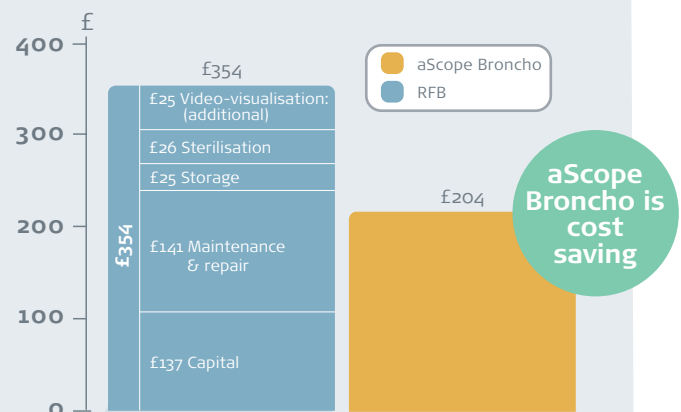 £
400
300
200
100
0
£354
£354
£25 Video-visualisation:
(additional)
£26 Sterilisation
£25 Storage
£141 Maintenance
& repair
£137 Capital
aScope Broncho
RFB
£204
aScope
Broncho is
cost
saving